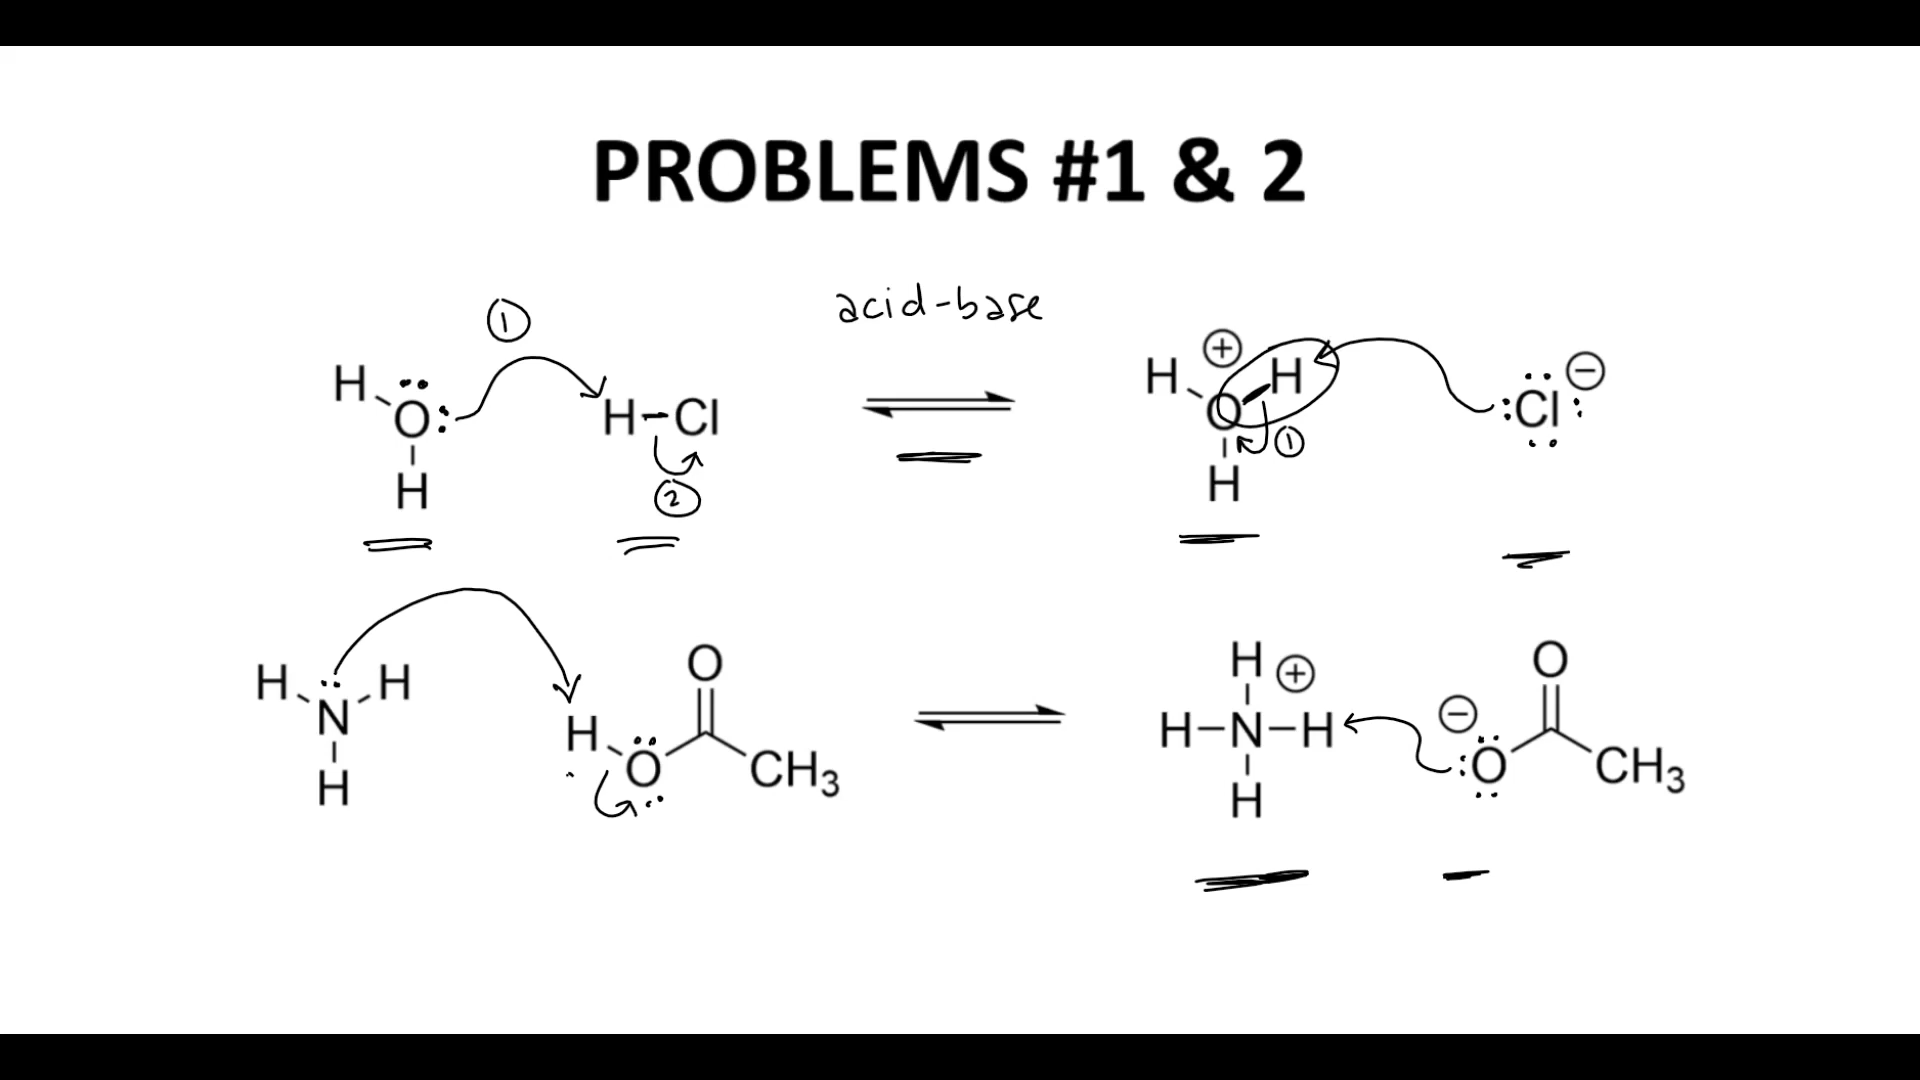 PROBLEMS #1 & 2
acid-base
① H O H H-Cl ② ⇌ H ⊕ H O H ① Cl ⊖
H N H H H O O CH3 ⇌ H ⊕ H-N-H H ⊖ O O CH3